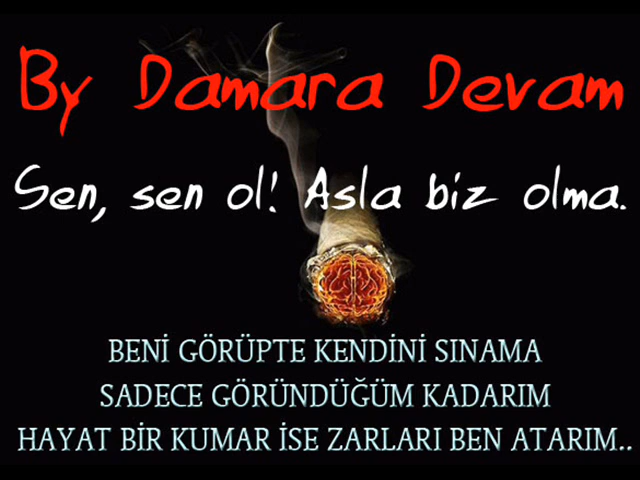 By Damara Devam
Sen, sen ol! Asla biz olma.
BENİ GÖRÜPTE KENDİNİ SINAMA
SADECE GÖRÜNDÜĞÜM KADARIM
HAYAT BİR KUMAR İSE ZARLARI BEN ATARIM..